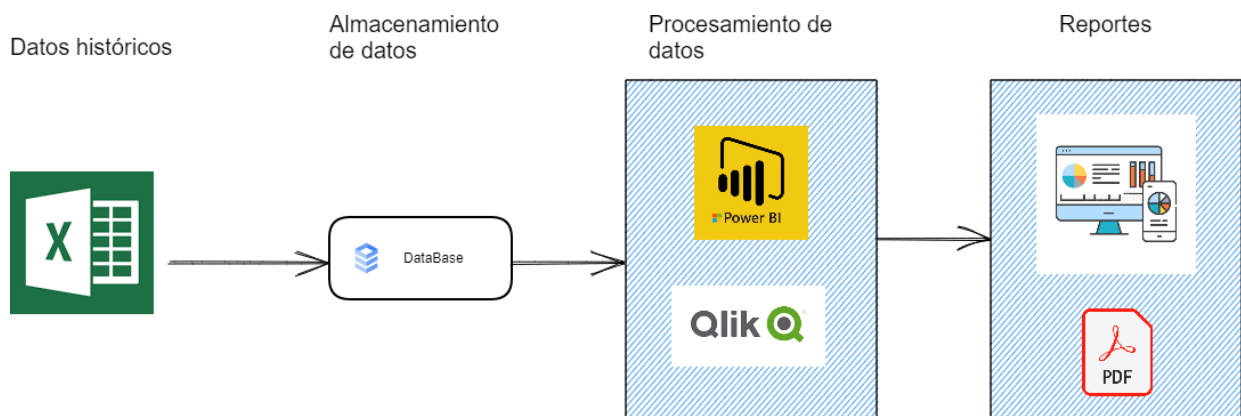 Datos históricos
Almacenamiento
de datos
Procesamiento de
datos
Reportes
X
DataBase
Power BI
Qlik
PDF